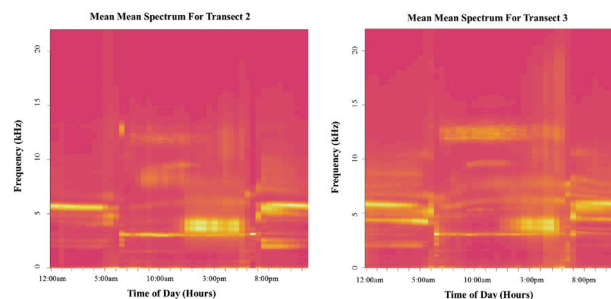 Mean Mean Spectrum For Transect 2
Frequency (kHz)
20
15
10
5
0
12:00am 5:00am 10:00am 3:00pm 8:00pm
Time of Day (Hours)
Mean Mean Spectrum For Transect 3
Frequency (kHz)
20
15
10
5
0
12:00am 5:00am 10:00am 3:00pm 8:00pm
Time of Day (Hours)